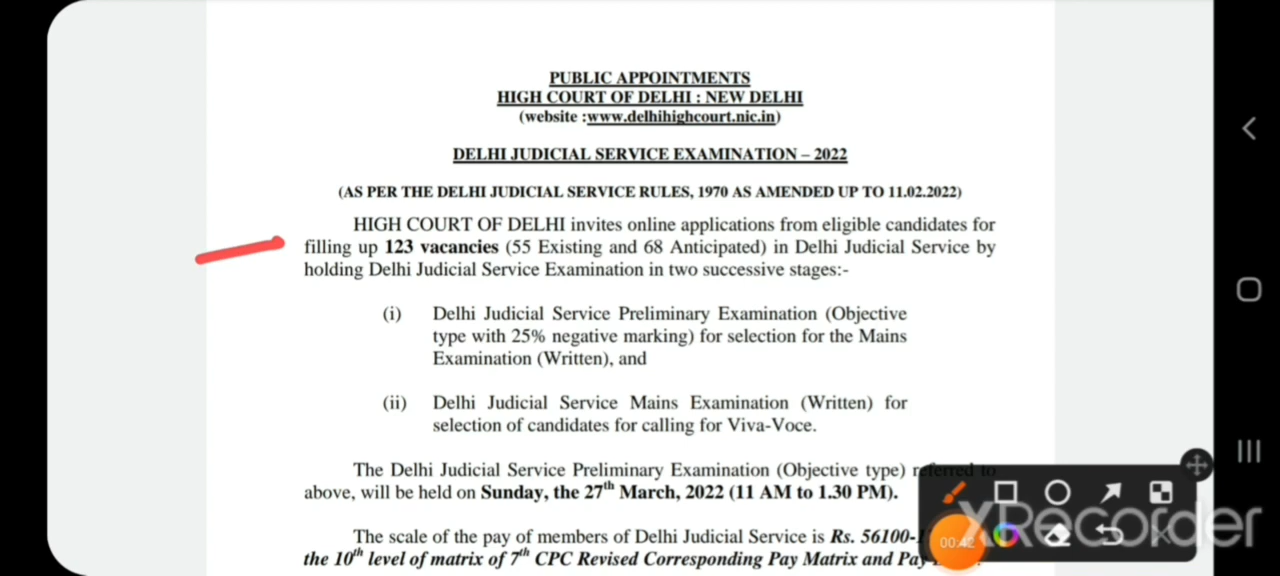 PUBLIC APPOINTMENTS
HIGH COURT OF DELHI : NEW DELHI
(website :www.delhihighcourt.nic.in)
DELHI JUDICIAL SERVICE EXAMINATION – 2022
(AS PER THE DELHI JUDICIAL SERVICE RULES, 1970 AS AMENDED UP TO 11.02.2022)
HIGH COURT OF DELHI invites online applications from eligible candidates for
filling up 123 vacancies (55 Existing and 68 Anticipated) in Delhi Judicial Service by
holding Delhi Judicial Service Examination in two successive stages:-
(i) Delhi Judicial Service Preliminary Examination (Objective
type with 25% negative marking) for selection for the Mains
Examination (Written), and
(ii) Delhi Judicial Service Mains Examination (Written) for
selection of candidates for calling for Viva-Voce.
The Delhi Judicial Service Preliminary Examination (Objective type) referred to
above, will be held on Sunday, the 27th March, 2022 (11 AM to 1.30 PM).
The scale of the pay of members of Delhi Judicial Service is Rs. 56100-
the 10th level of matrix of 7th CPC Revised Corresponding Pay Matrix and Pay
XRecorder
00:42